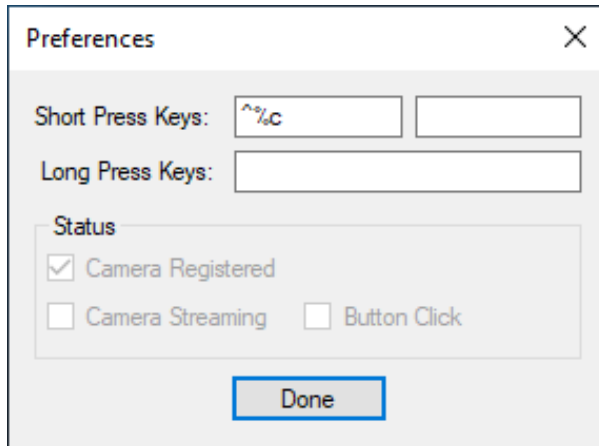 Preferences
Short Press Keys: ^%c
Long Press Keys:
Status
Camera Registered
Camera Streaming Button Click
Done